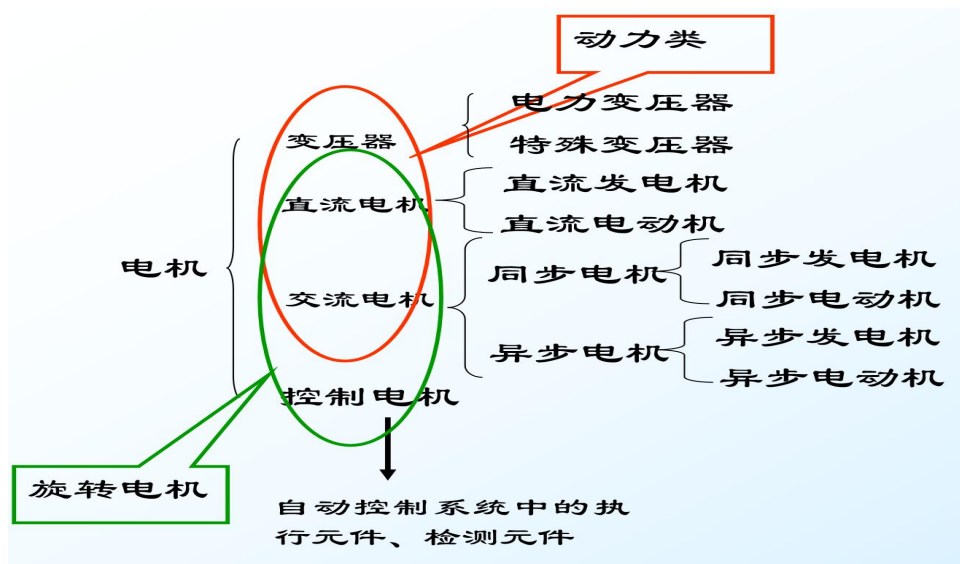 动力类
电力变压器
变压器
特殊变压器
直流发电机
直流电机
直流电动机
电机
同步电机
同步发电机
交流电机
同步电动机
异步电机
异步发电机
异步电动机
控制电机
旋转电机
自动控制系统中的执
行元件、检测元件